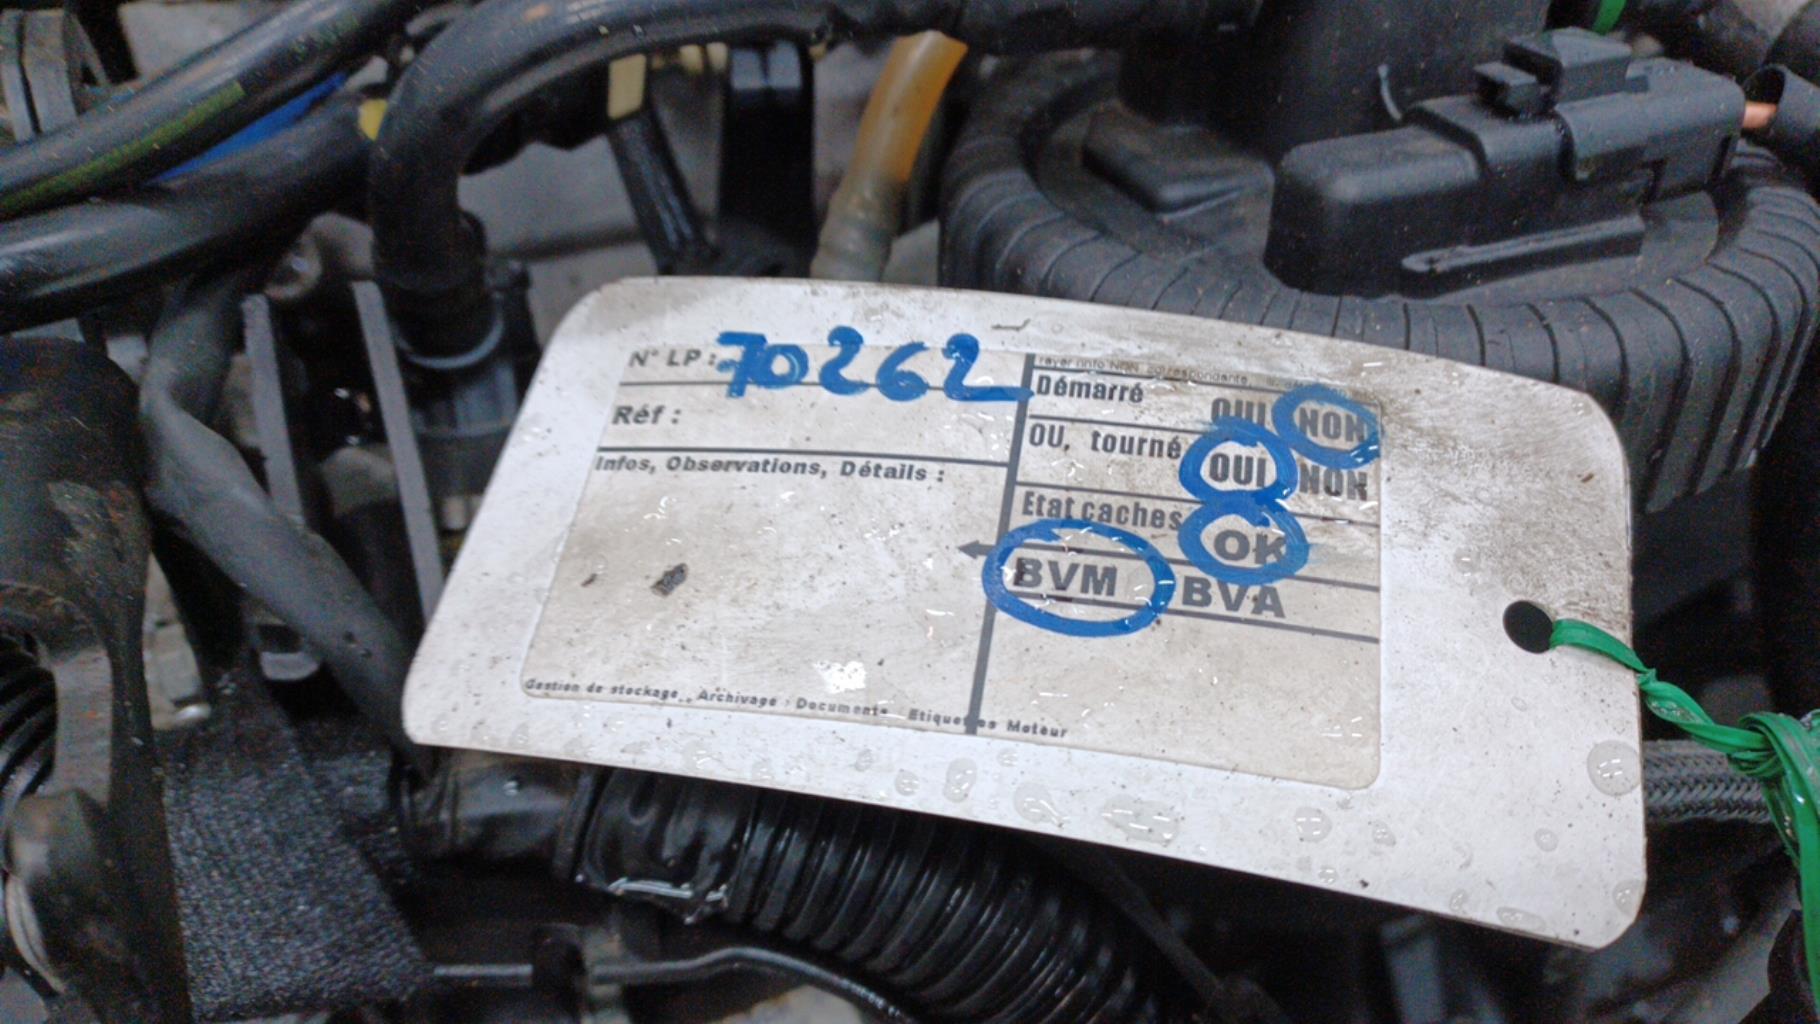 N° LP : 70262
Réf :
Infos, Observations, Détails :
Démarré
OUI NON
OU, tourné
OUI NON
Etat caches OK
BVM BVA
Gestion de stockage Archivage Documents Etiquettes Moteur